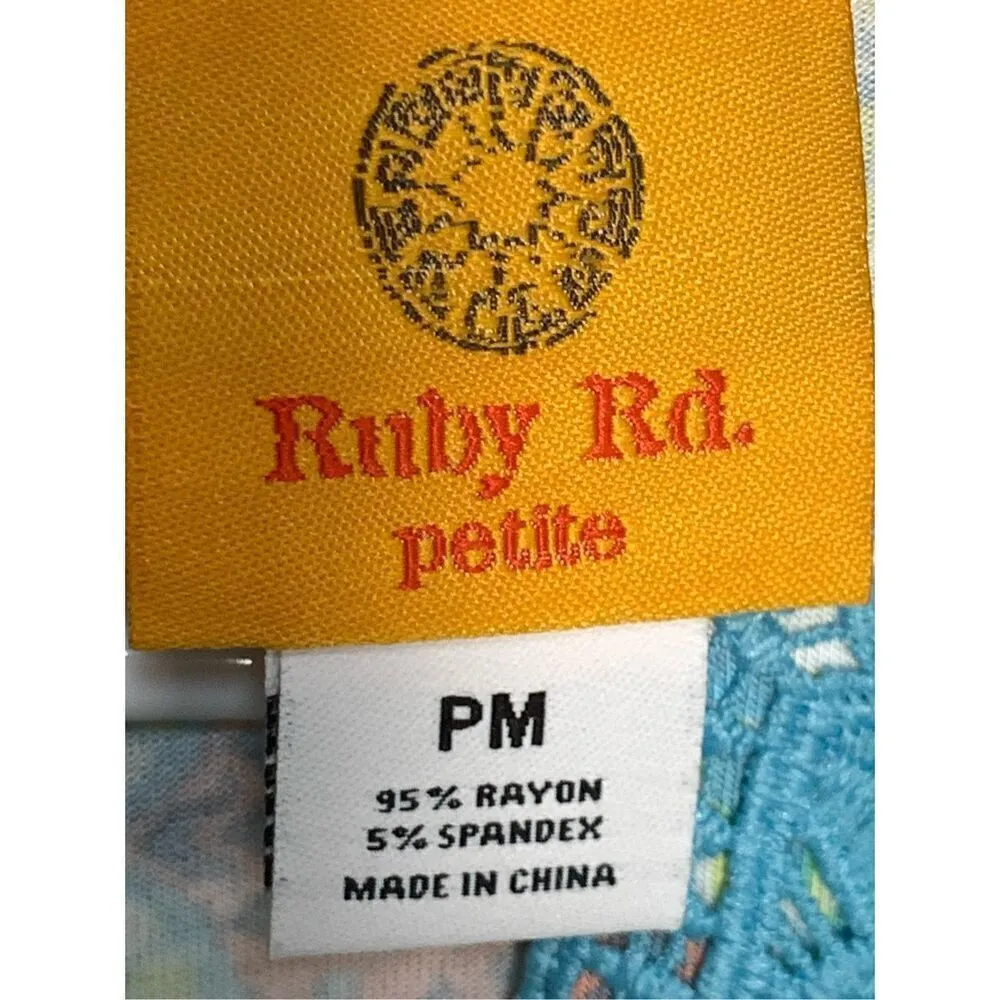 Ruby Rd.
petite
PM
95% RAYON
5% SPANDEX
MADE IN CHINA